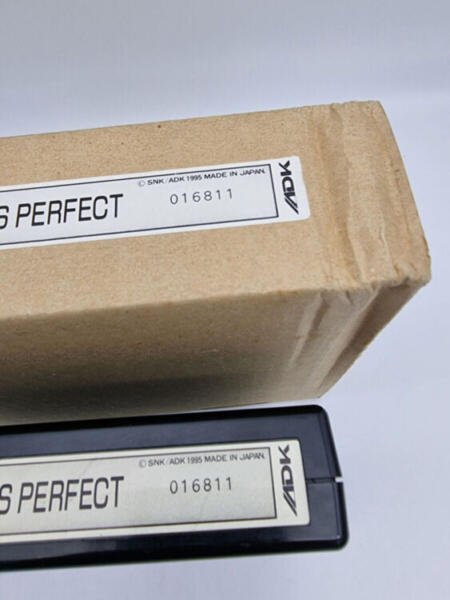 © SNK/ADK 1995 MADE IN JAPAN.
S PERFECT
016811
ADK
© SNK/ADK 1995 MADE IN JAPAN.
S PERFECT
016811
ADK